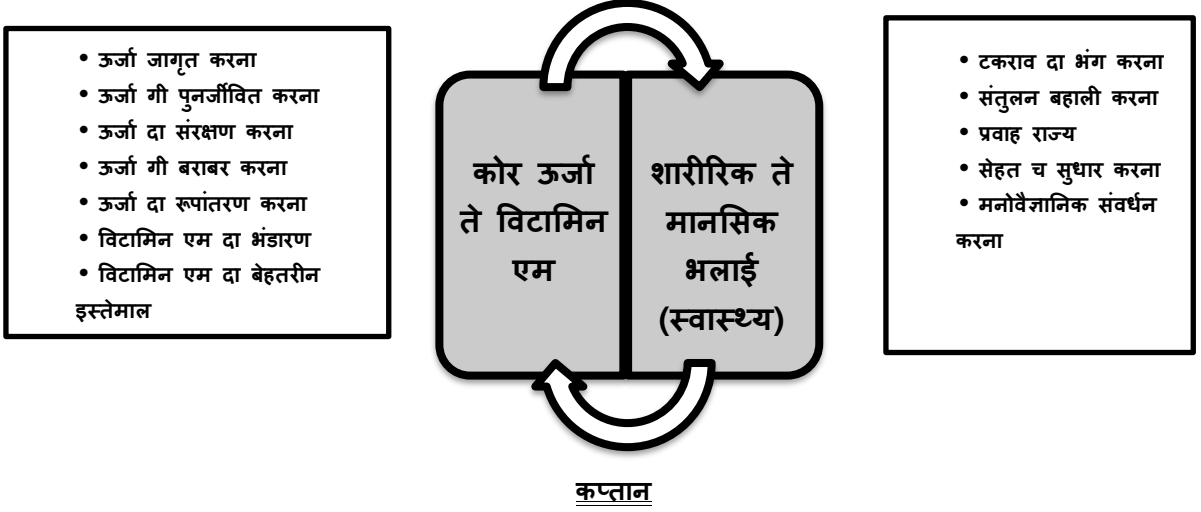 • ऊर्जा जागृत करना
• ऊर्जा गी पुनर्जीवित करना
• ऊर्जा दा संरक्षण करना
• ऊर्जा गी बराबर करना
• ऊर्जा दा रूपांतरण करना
• विटामिन एम दा भंडारण
• विटामिन एम दा बेहतरीन
इस्तेमाल
कोर ऊर्जा
ते विटामिन
एम
शारीरिक ते
मानसिक
भलाई
(स्वास्थ्य)
• टकराव दा भंग करना
• संतुलन बहाली करना
• प्रवाह राज्य
• सेहत च सुधार करना
• मनोवैज्ञानिक संवर्धन
करना
कप्तान